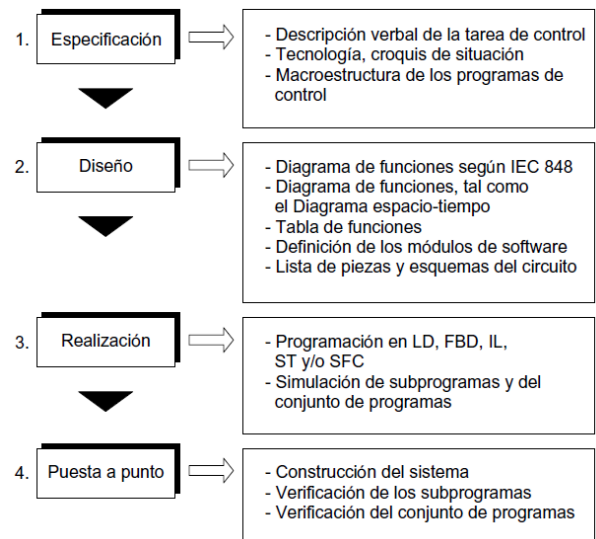 1. Especificación
- Descripción verbal de la tarea de control
- Tecnología, croquis de situación
- Macroestructura de los programas de
control
2. Diseño
- Diagrama de funciones según IEC 848
- Diagrama de funciones, tal como
el Diagrama espacio-tiempo
- Tabla de funciones
- Definición de los módulos de software
- Lista de piezas y esquemas del circuito
3. Realización
- Programación en LD, FBD, IL,
ST y/o SFC
- Simulación de subprogramas y del
conjunto de programas
4. Puesta a punto
- Construcción del sistema
- Verificación de los subprogramas
- Verificación del conjunto de programas